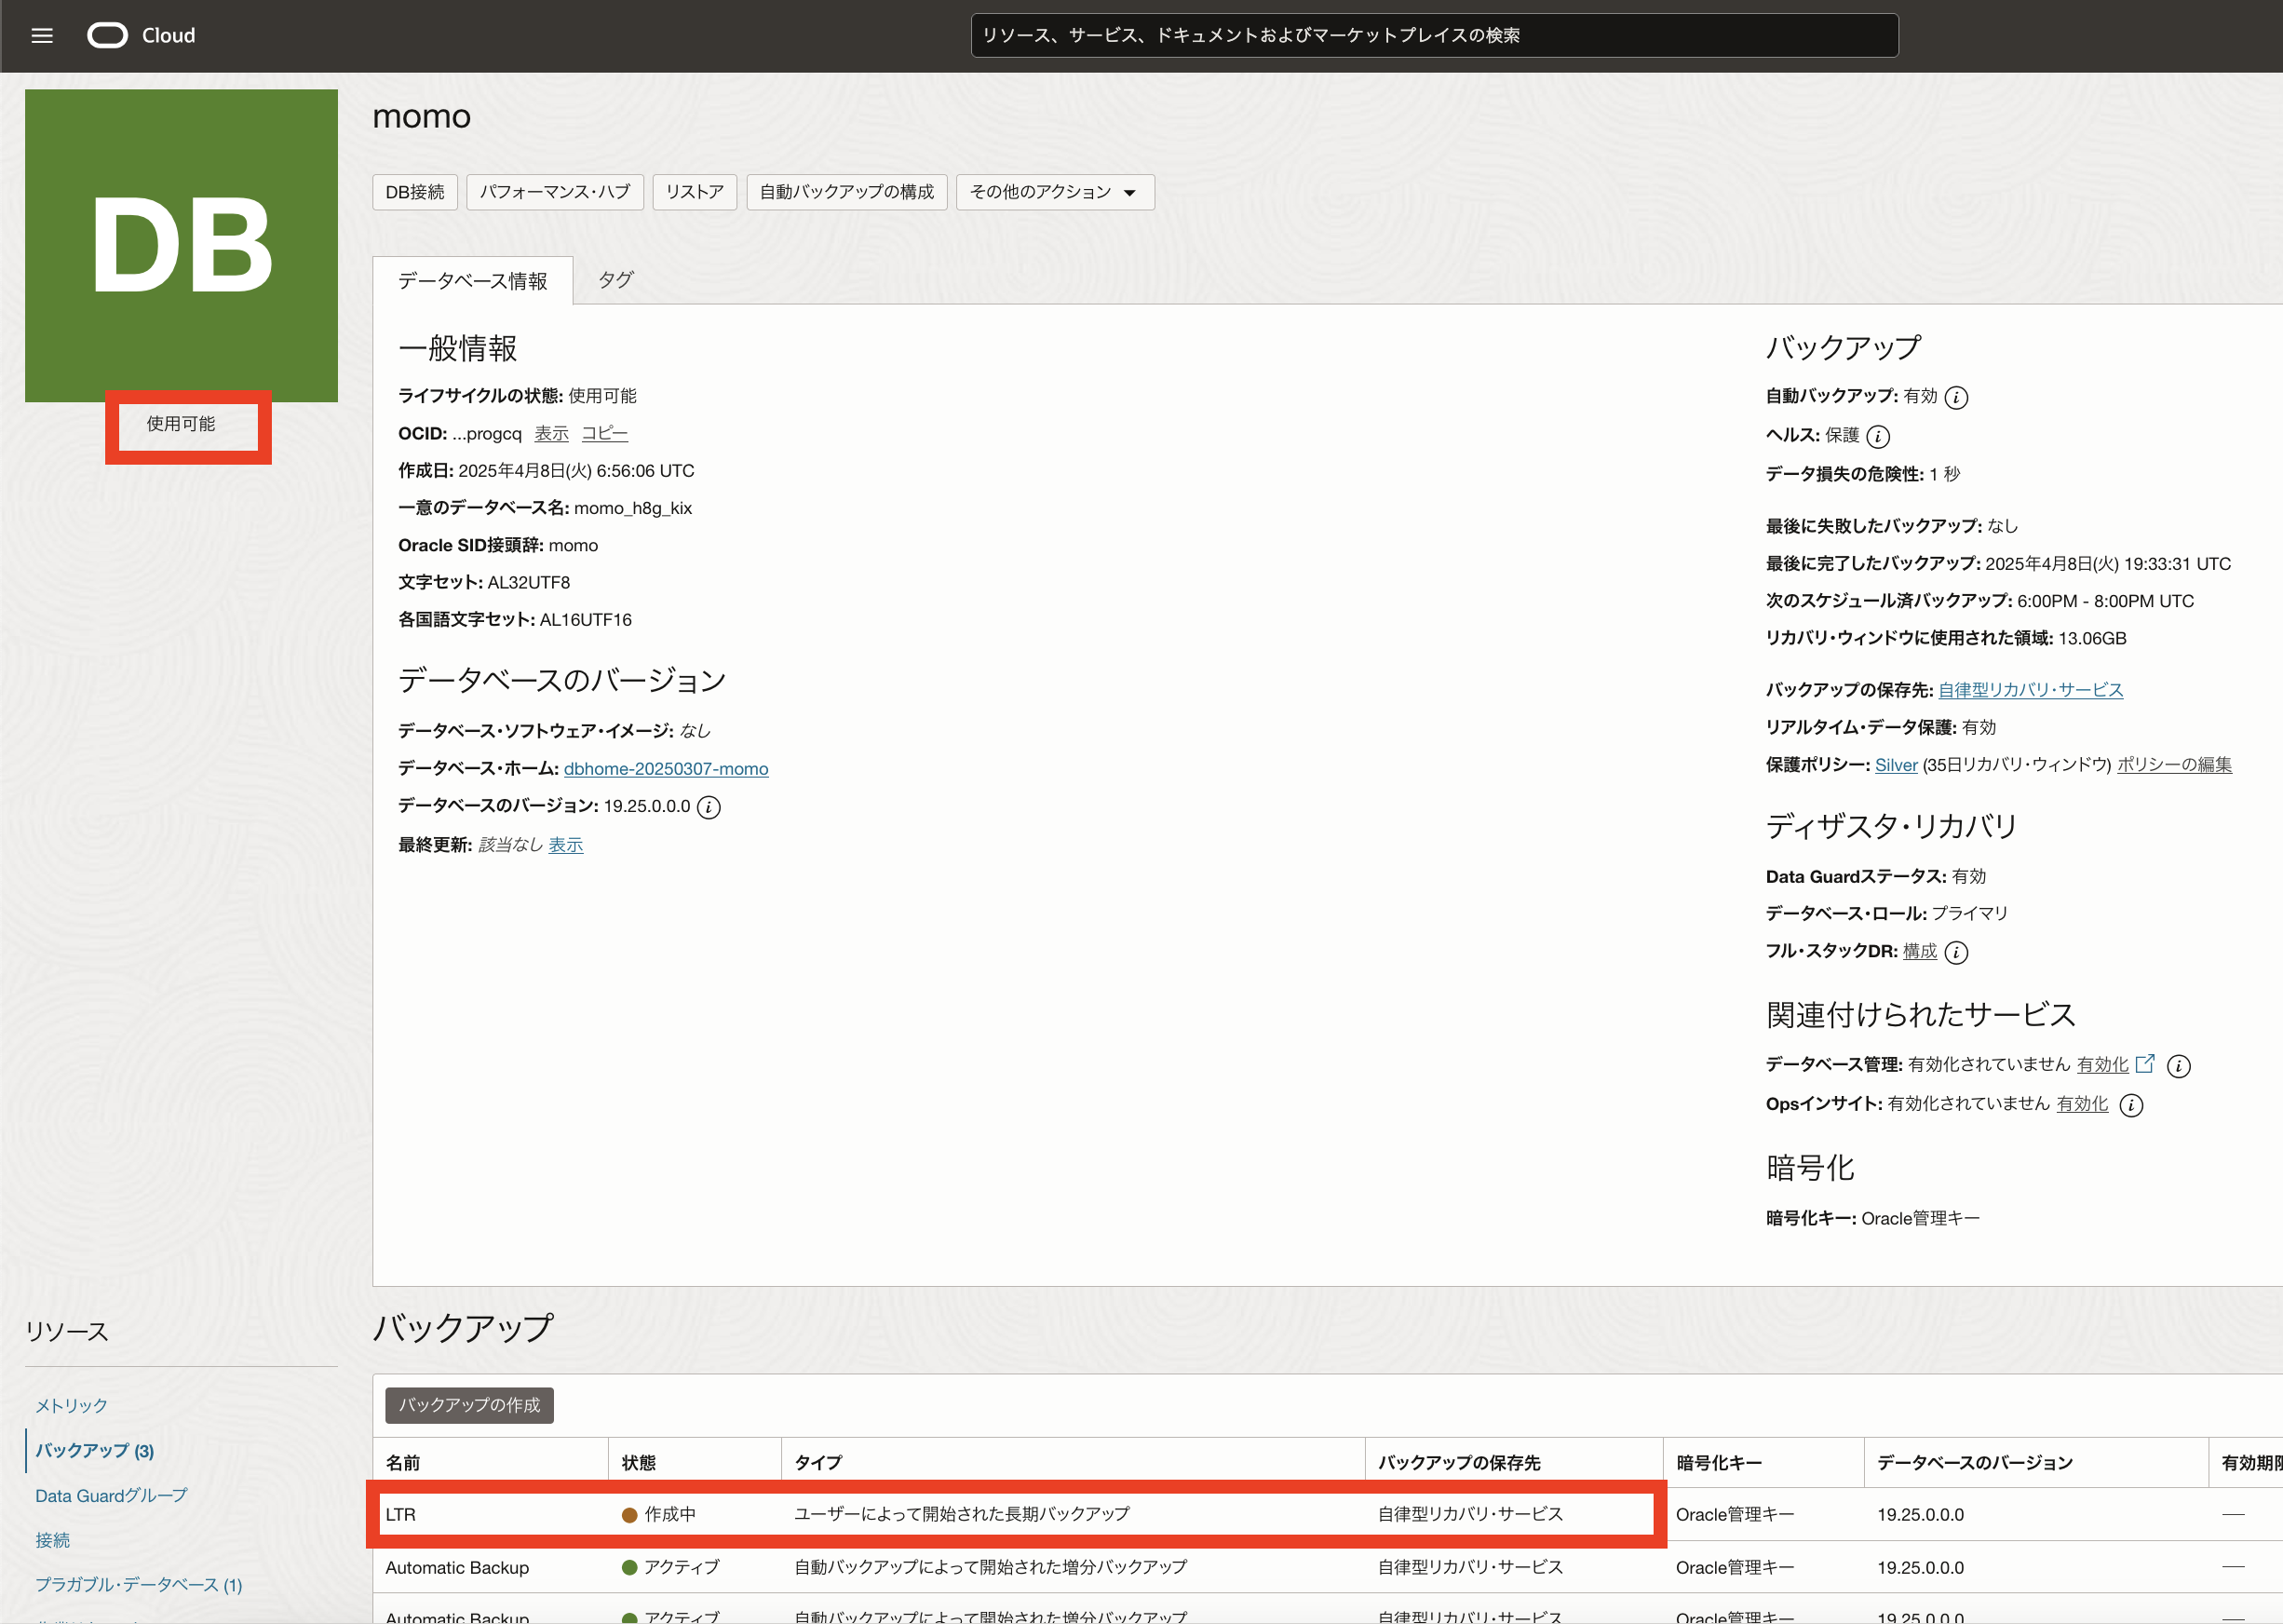 Cloud
リソース、サービス、ドキュメントおよびマーケットプレイスの検索
DB
使用可能
momo
DB接続 パフォーマンス・ハブ リストア 自動バックアップの構成 その他のアクション
データベース情報 タグ
一般情報
ライフサイクルの状態: 使用可能
OCID: ...progcq 表示 コピー
作成日: 2025年4月8日(火) 6:56:06 UTC
一意のデータベース名: momo_h8g_kix
Oracle SID接頭辞: momo
文字セット: AL32UTF8
各国語文字セット: AL16UTF16
データベースのバージョン
データベース・ソフトウェア・イメージ: なし
データベース・ホーム: dbhome-20250307-momo
データベースのバージョン: 19.25.0.0.0
最終更新: 該当なし 表示
バックアップ
自動バックアップ: 有効
ヘルス: 保護
データ損失の危険性: 1 秒
最後に失敗したバックアップ: なし
最後に完了したバックアップ: 2025年4月8日(火) 19:33:31 UTC
次のスケジュール済バックアップ: 6:00PM - 8:00PM UTC
リカバリ・ウィンドウに使用された領域: 13.06GB
バックアップの保存先: 自律型リカバリ・サービス
リアルタイム・データ保護: 有効
保護ポリシー: Silver (35日リカバリ・ウィンドウ) ポリシーの編集
ディザスタ・リカバリ
Data Guardステータス: 有効
データベース・ロール: プライマリ
フル・スタックDR: 構成
関連付けられたサービス
データベース管理: 有効化されていません 有効化
Opsインサイト: 有効化されていません 有効化
暗号化
暗号化キー: Oracle管理キー
リソース
メトリック
バックアップ (3)
Data Guardグループ
接続
プラガブル・データベース (1)
バックアップ
バックアップの作成
名前 状態 タイプ バックアップの保存先 暗号化キー データベースのバージョン 有効期限
LTR 作成中 ユーザーによって開始された長期バックアップ 自律型リカバリ・サービス Oracle管理キー 19.25.0.0.0 —
Automatic Backup アクティブ 自動バックアップによって開始された増分バックアップ 自律型リカバリ・サービス Oracle管理キー 19.25.0.0.0 —
Automatic Backup アクティブ 自動バックアップによって開始された増分バックアップ 自律型リカバリ・サービス Oracle管理キー 19.25.0.0.0 —